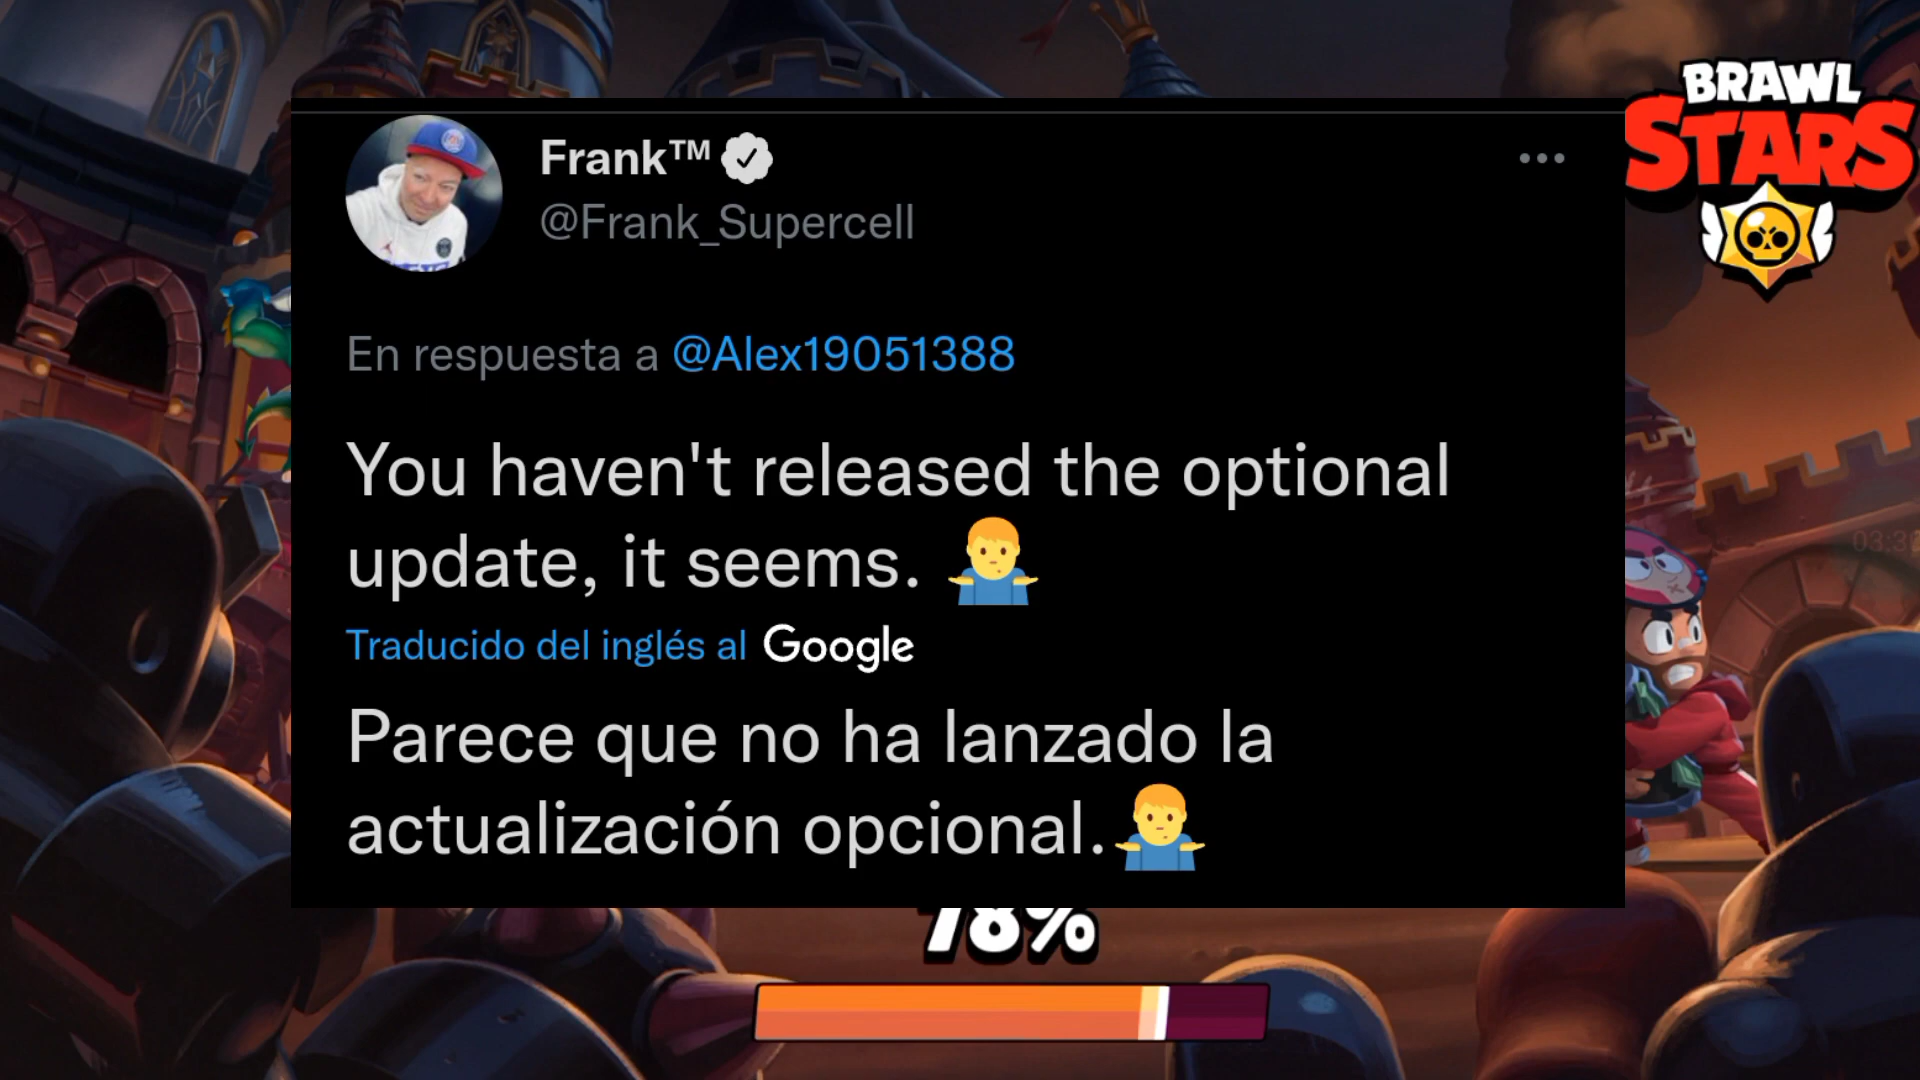 BRAWL
STARS
Frank™
@Frank_Supercell
En respuesta a @Alex19051388
You haven't released the optional
update, it seems. 🤷‍♂️
Traducido del inglés al Google
Parece que no ha lanzado la
actualización opcional. 🤷‍♂️
78%